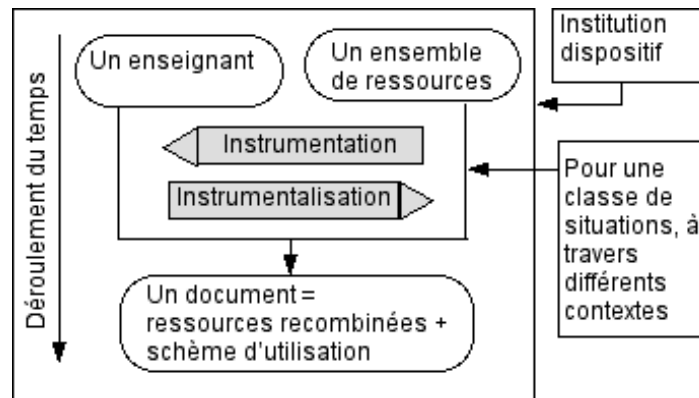 Déroulement du temps
Un enseignant
Un ensemble
de ressources
Instrumentation
Instrumentalisation
Un document =
ressources recombinées +
schème d'utilisation
Institution
dispositif
Pour une
classe de
situations, à
travers
différents
contextes